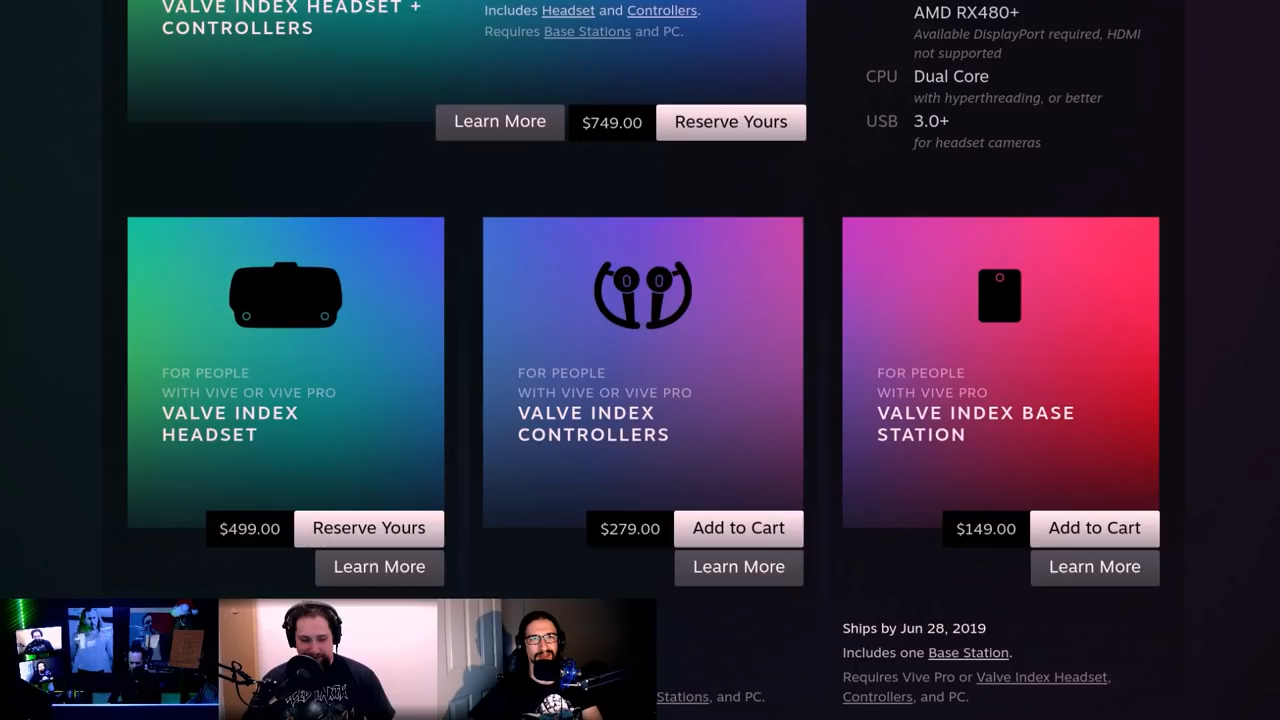 VALVE INDEX HEADSET +
CONTROLLERS
Includes Headset and Controllers.
Requires Base Stations and PC.
Learn More
$749.00
Reserve Yours
AMD RX480+
Available DisplayPort required, HDMI
not supported
CPU Dual Core
with hyperthreading, or better
USB 3.0+
for headset cameras
FOR PEOPLE
WITH VIVE OR VIVE PRO
VALVE INDEX
HEADSET
$499.00
Reserve Yours
Learn More
FOR PEOPLE
WITH VIVE OR VIVE PRO
VALVE INDEX
CONTROLLERS
$279.00
Add to Cart
Learn More
Stations, and PC.
FOR PEOPLE
WITH VIVE PRO
VALVE INDEX BASE
STATION
$149.00
Add to Cart
Learn More
Ships by Jun 28, 2019
Includes one Base Station.
Requires Vive Pro or Valve Index Headset,
Controllers, and PC.